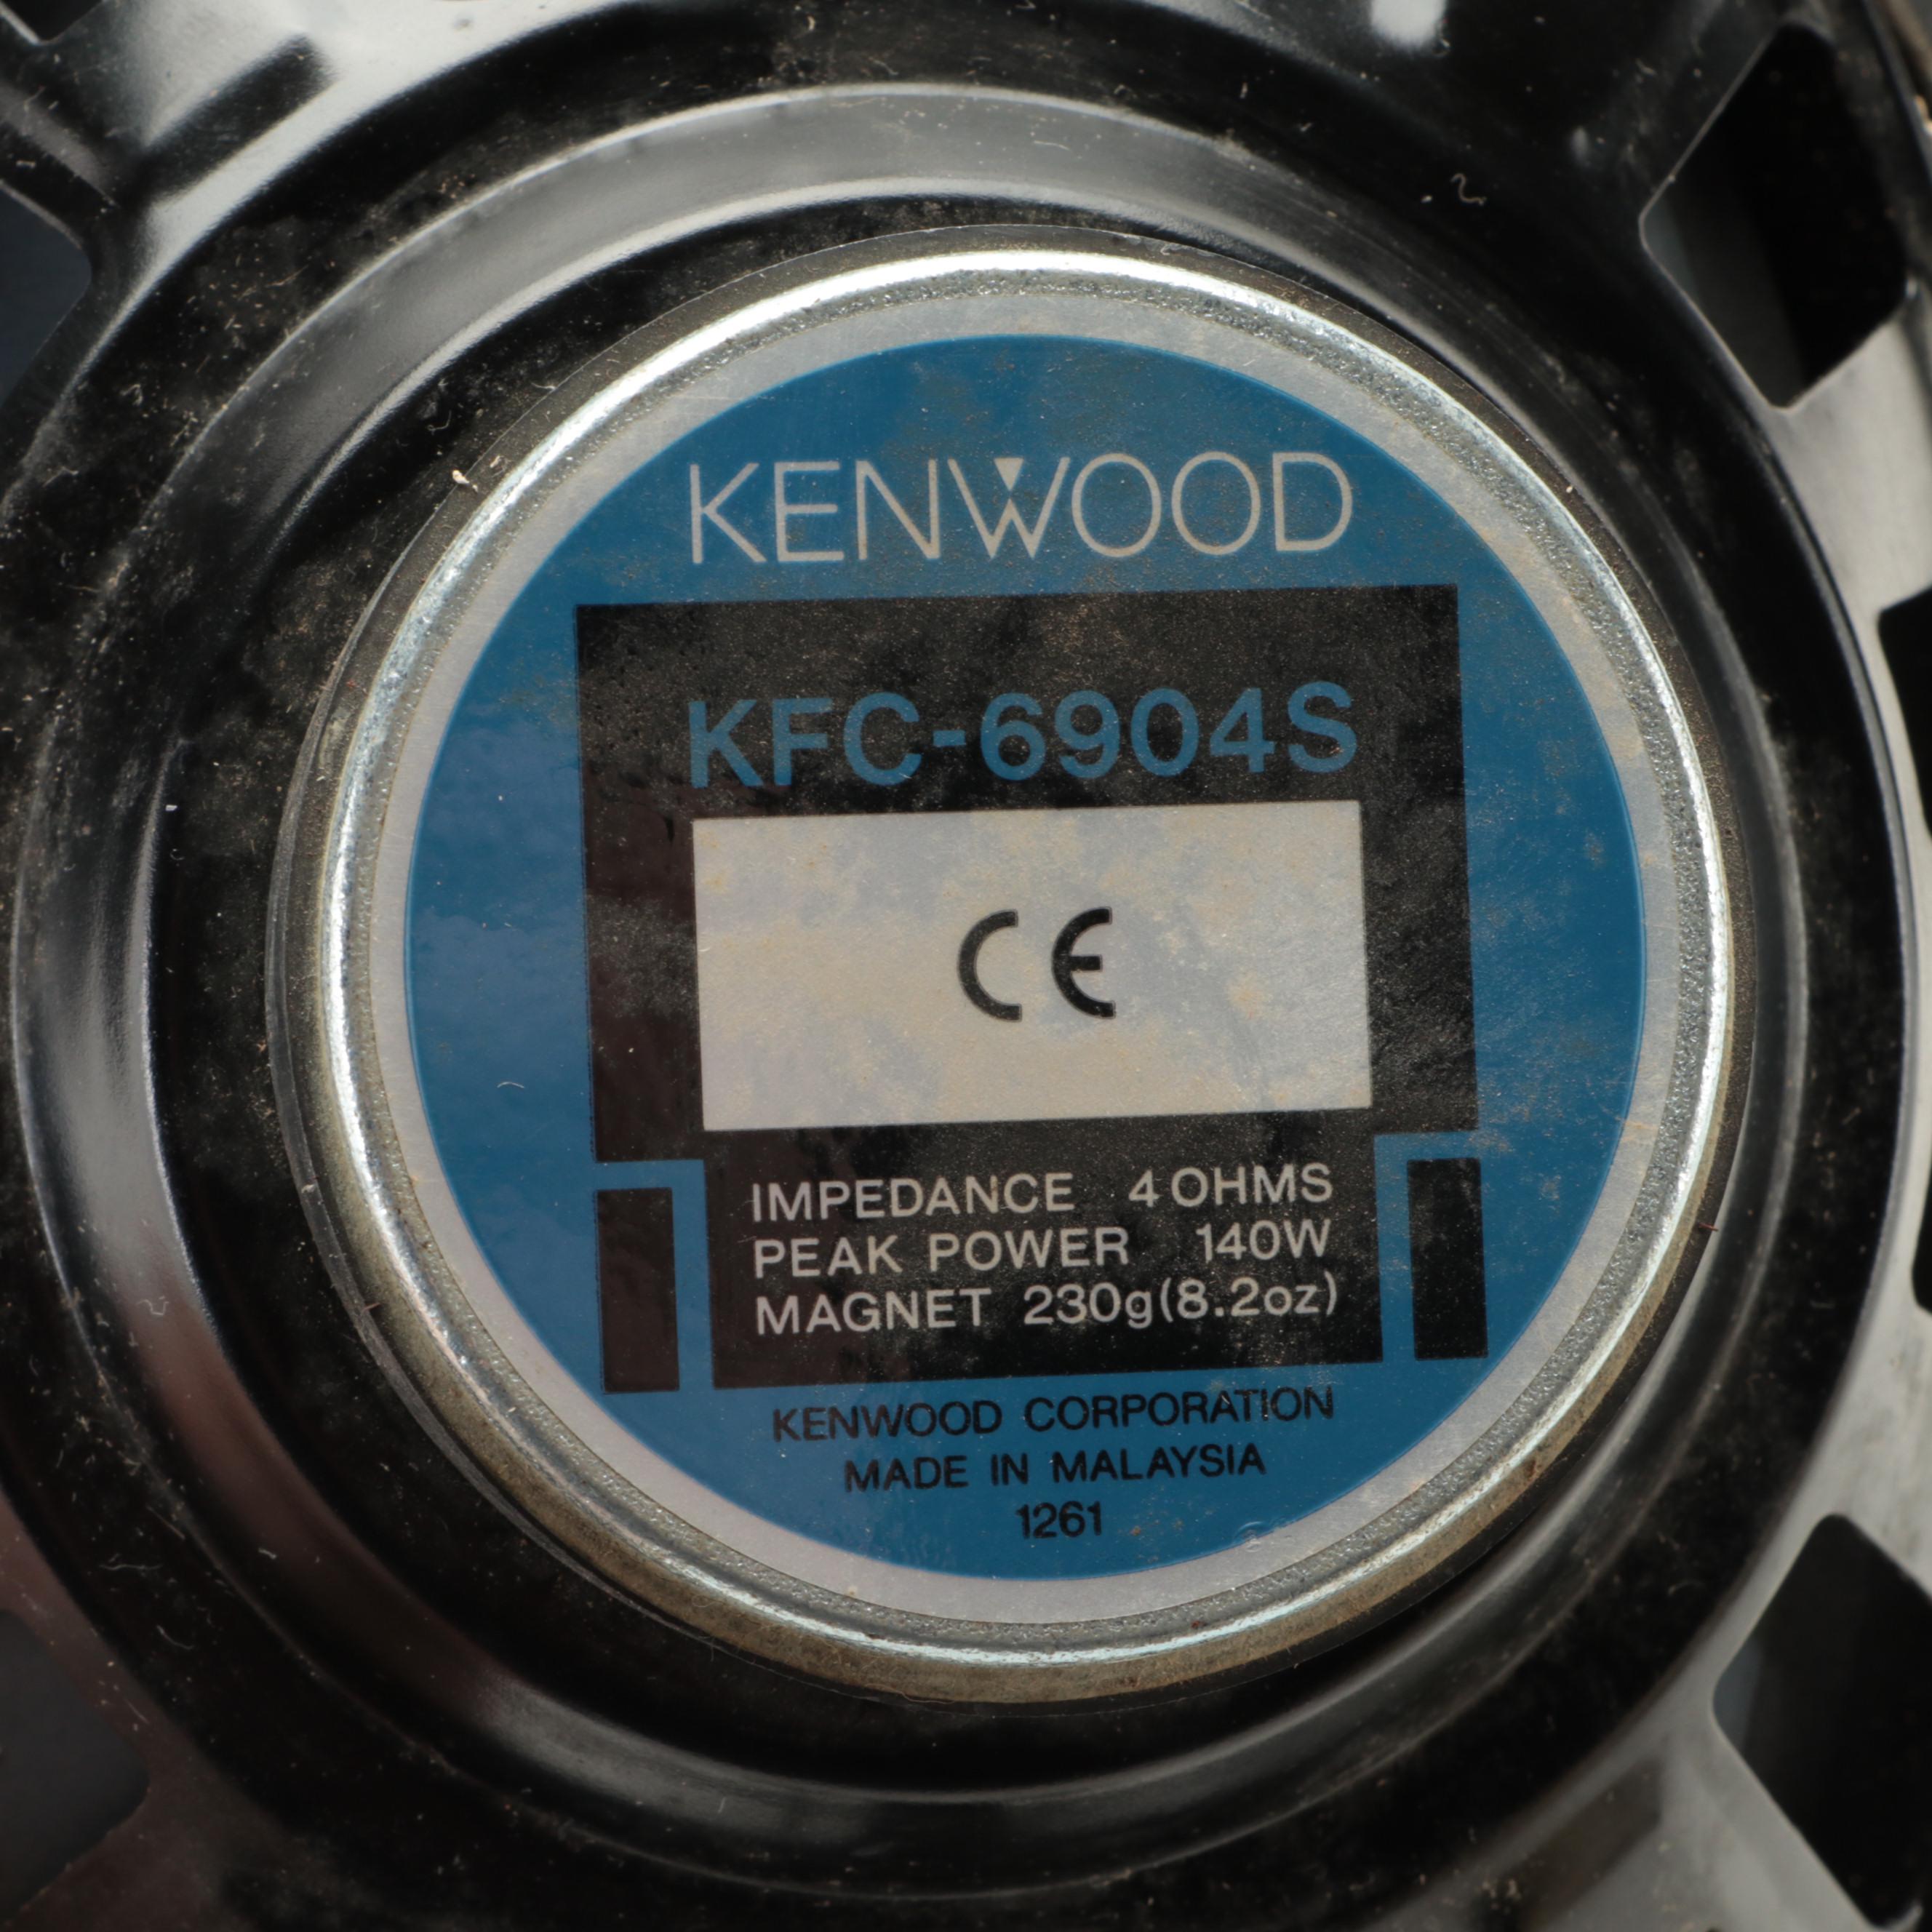 KENWOOD
KFC-6904S
CE
IMPEDANCE 4 OHMS
PEAK POWER 140W
MAGNET 230g(8.2oz)
KENWOOD CORPORATION
MADE IN MALAYSIA
1261